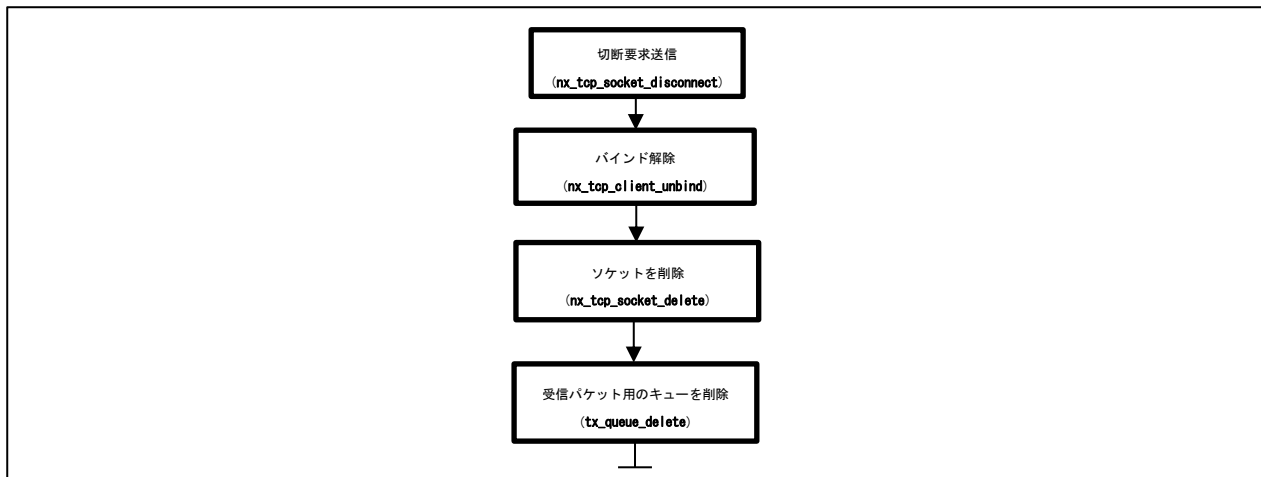 切断要求送信
(nx_tcp_socket_disconnect)
バインド解除
(nx_tcp_client_unbind)
ソケットを削除
(nx_tcp_socket_delete)
受信パケット用のキューを削除
(tx_queue_delete)